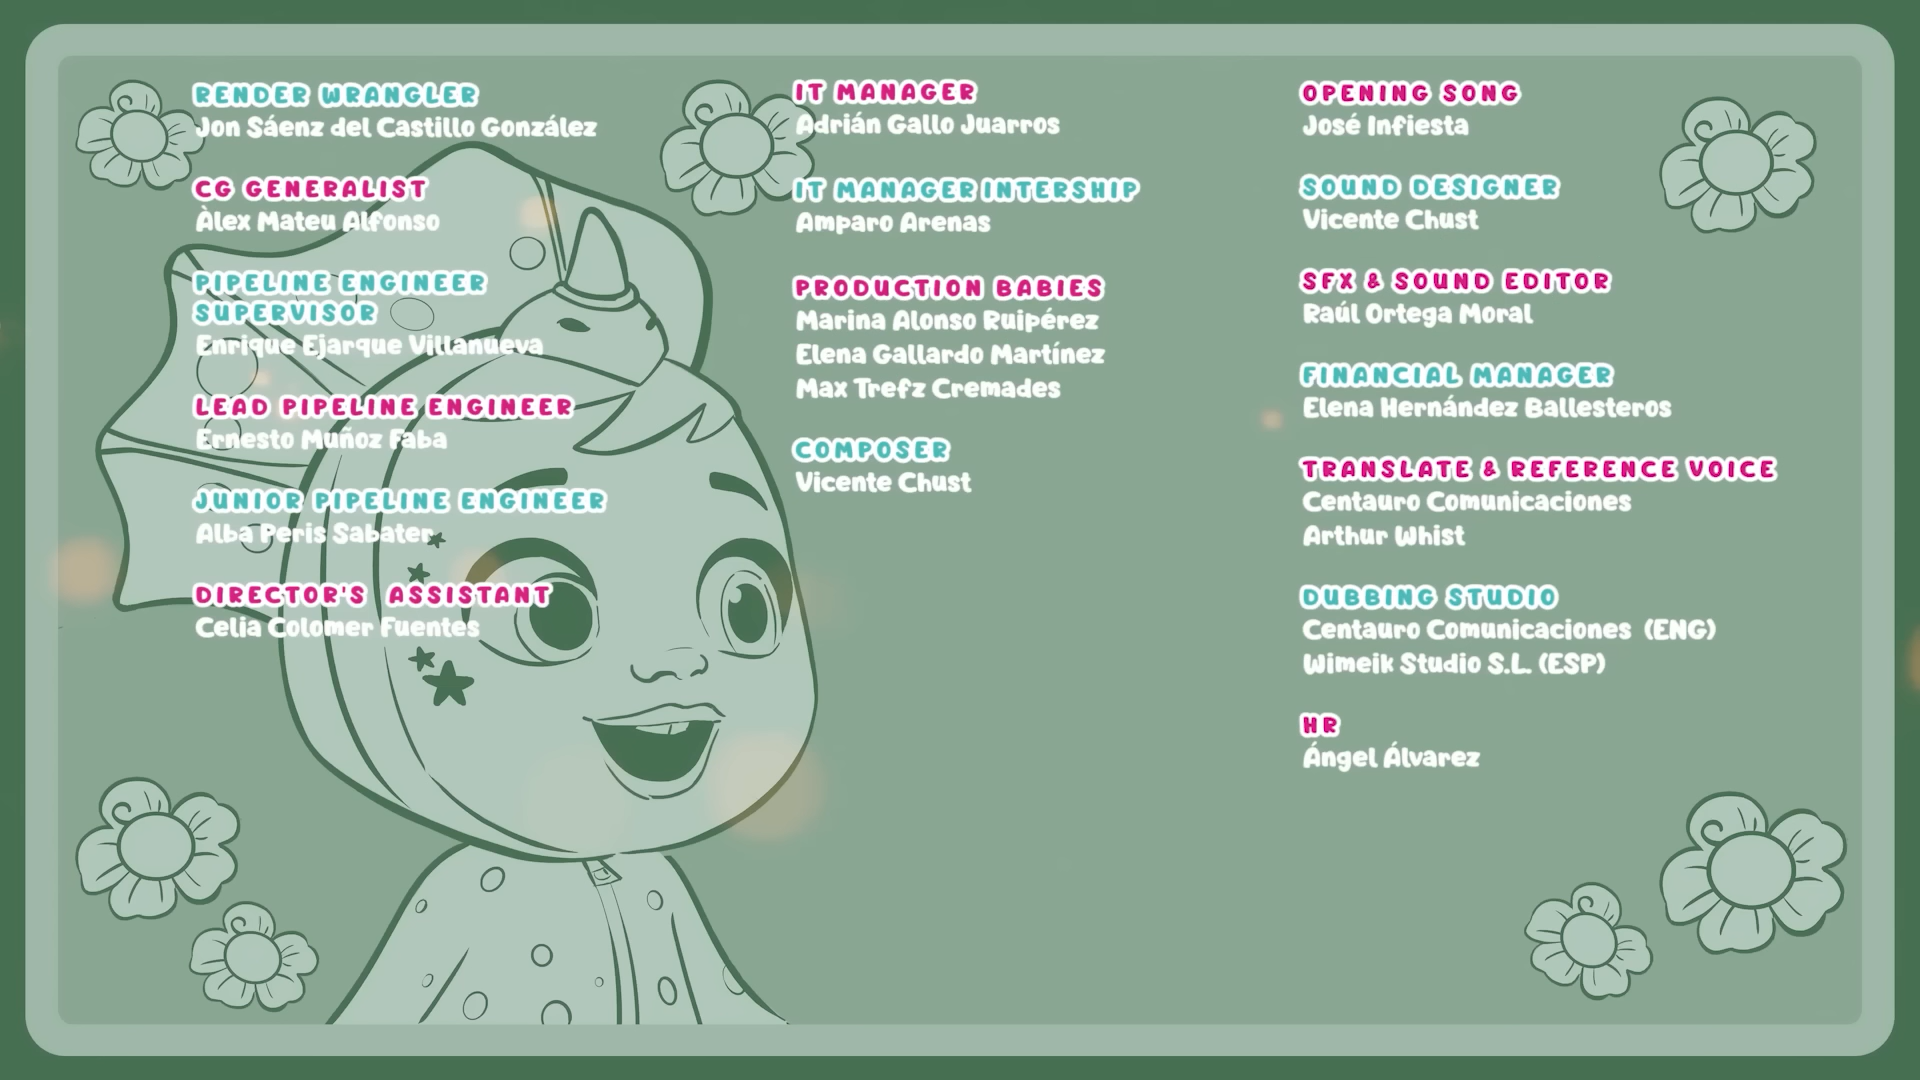 RENDER WRANGLER
Jon Sáenz del Castillo González
CG GENERALIST
Àlex Mateu Alfonso
PIPELINE ENGINEER
SUPERVISOR
Enrique Ejarque Villanueva
LEAD PIPELINE ENGINEER
Ernesto Muñoz Faba
JUNIOR PIPELINE ENGINEER
Alba Peris Sabater
DIRECTOR'S ASSISTANT
Celia Colomer Fuentes
IT MANAGER
Adrián Gallo Juarros
IT MANAGER INTERSHIP
Amparo Arenas
PRODUCTION BABIES
Marina Alonso Ruipérez
Elena Gallardo Martínez
Max Trefz Cremades
COMPOSER
Vicente Chust
OPENING SONG
José Infiesta
SOUND DESIGNER
Vicente Chust
SFX & SOUND EDITOR
Raúl Ortega Moral
FINANCIAL MANAGER
Elena Hernández Ballesteros
TRANSLATE & REFERENCE VOICE
Centauro Comunicaciones
Arthur Whist
DUBBING STUDIO
Centauro Comunicaciones (ENG)
Wimeik Studio S.L. (ESP)
HR
Ángel Álvarez